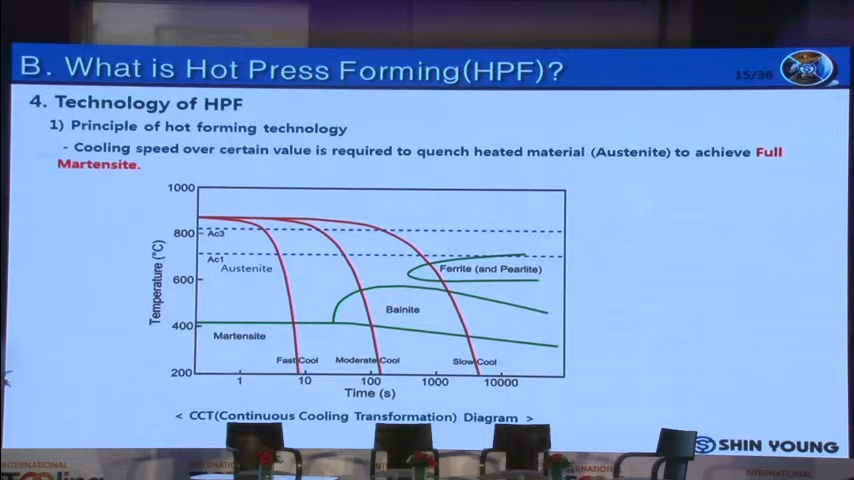 B. What is Hot Press Forming(HPF)?
15/36
4. Technology of HPF
1) Principle of hot forming technology
- Cooling speed over certain value is required to quench heated material (Austenite) to achieve Full
Martensite.
1000
800
600
400
200
Temperature (°C)
Ac3
Ac1
Austenite
Ferrite (and Pearlite)
Bainite
Martensite
Fast Cool
Moderate Cool
Slow Cool
1
10
100
1000
10000
Time (s)
< CCT(Continuous Cooling Transformation) Diagram >
SHIN YOUNG
INTERNATIONAL
INTERNATIONAL